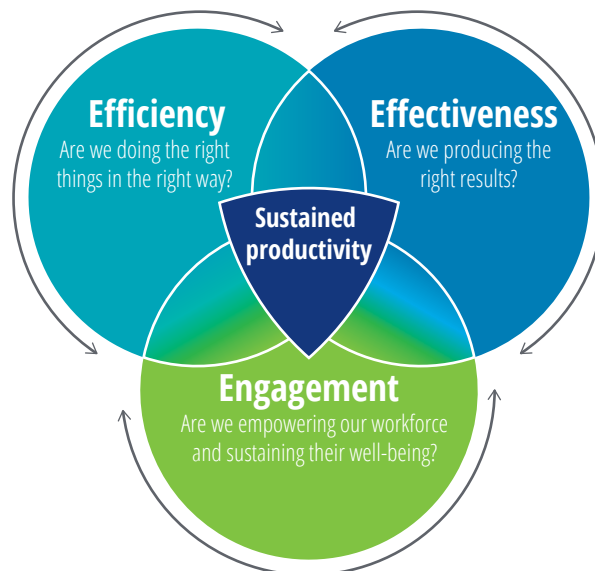 Efficiency
Are we doing the right
things in the right way?
Effectiveness
Are we producing the
right results?
Sustained
productivity
Engagement
Are we empowering our workforce
and sustaining their well-being?